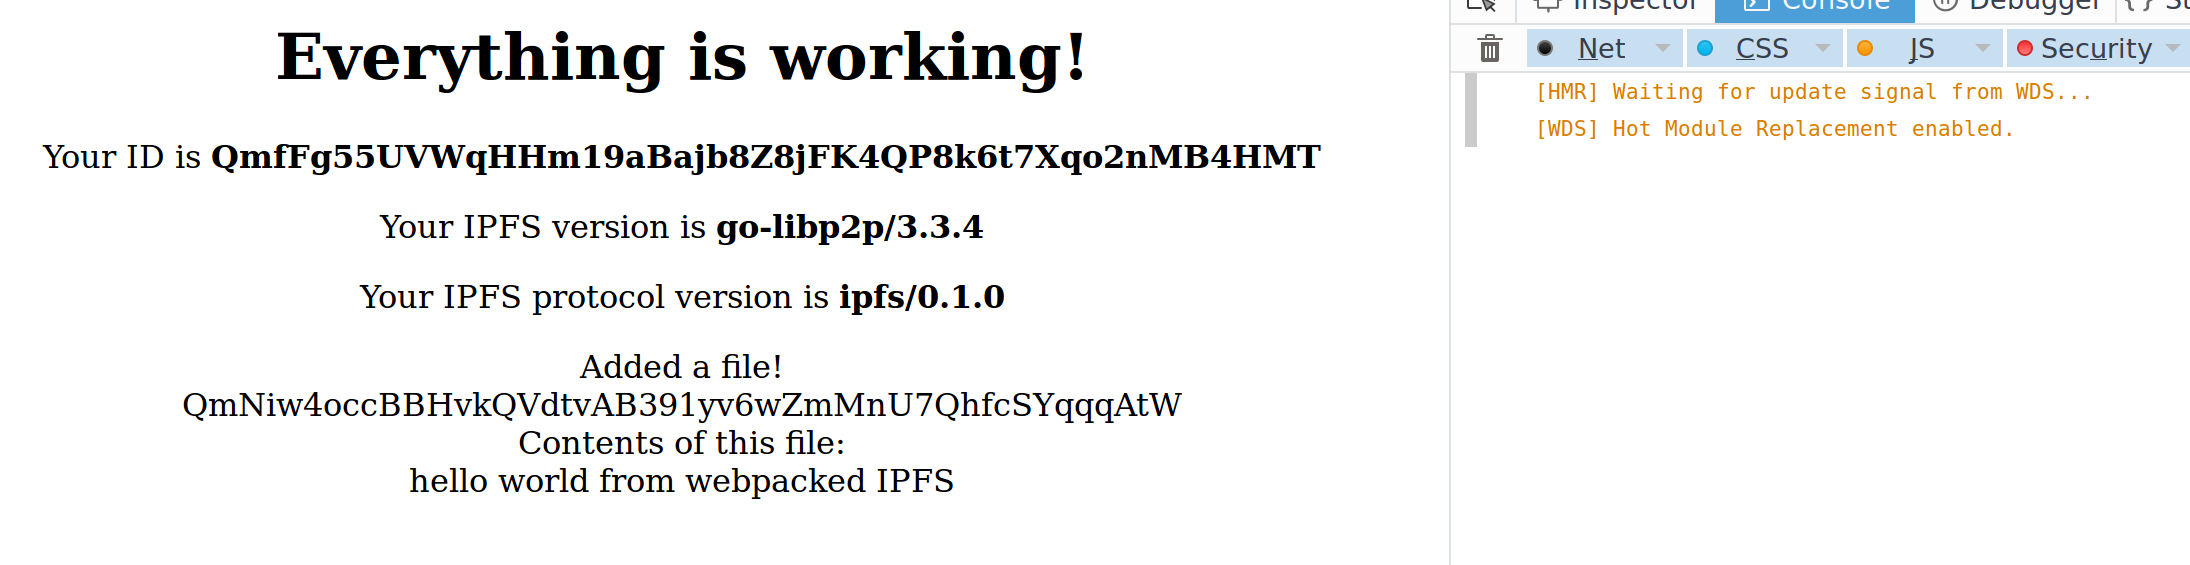 Everything is working!
Your ID is QmfFg55UVWqHHm19aBajb8Z8jFK4QP8k6t7Xqo2nMB4HMT
Your IPFS version is go-libp2p/3.3.4
Your IPFS protocol version is ipfs/0.1.0
Added a file!
QmNiw4occBBHvkQVdtvAB391yv6wZmMnU7QhfcSYqqqAtW
Contents of this file:
hello world from webpacked IPFS
Inspector Console Debugger
Net CSS JS Security
[HMR] Waiting for update signal from WDS...
[WDS] Hot Module Replacement enabled.